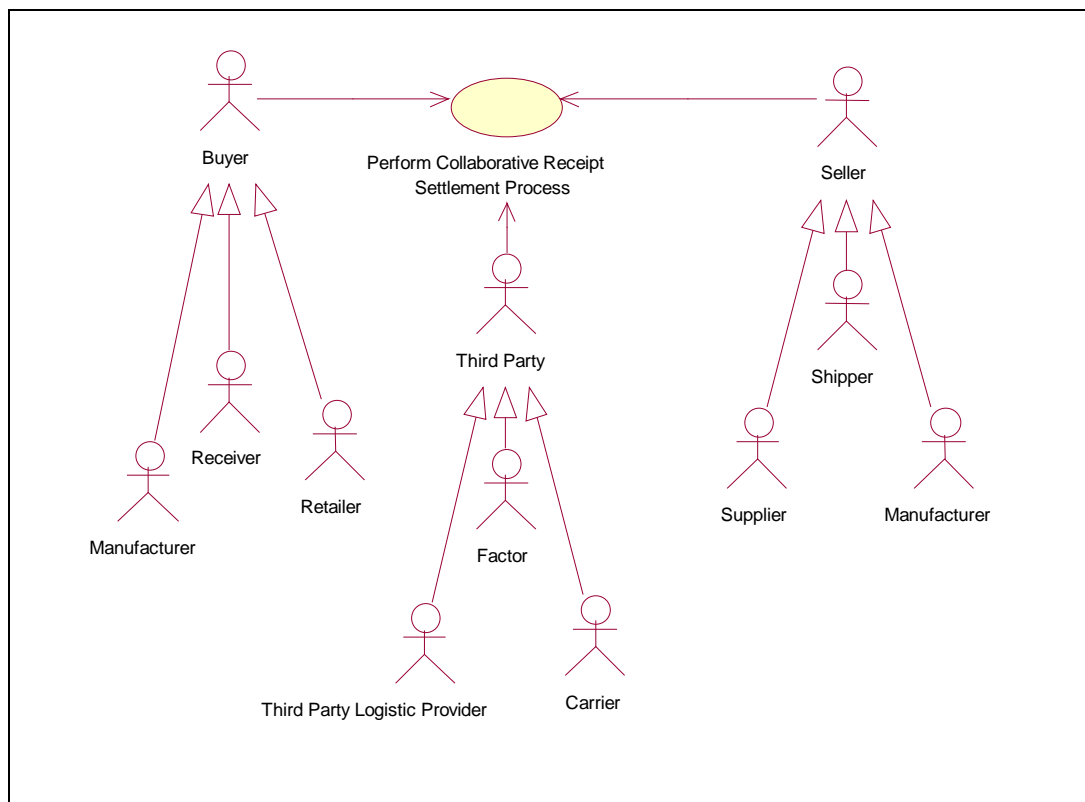 Buyer
Perform Collaborative Receipt
Settlement Process
Seller
Third Party
Shipper
Receiver
Retailer
Supplier
Manufacturer
Manufacturer
Factor
Third Party Logistic Provider
Carrier